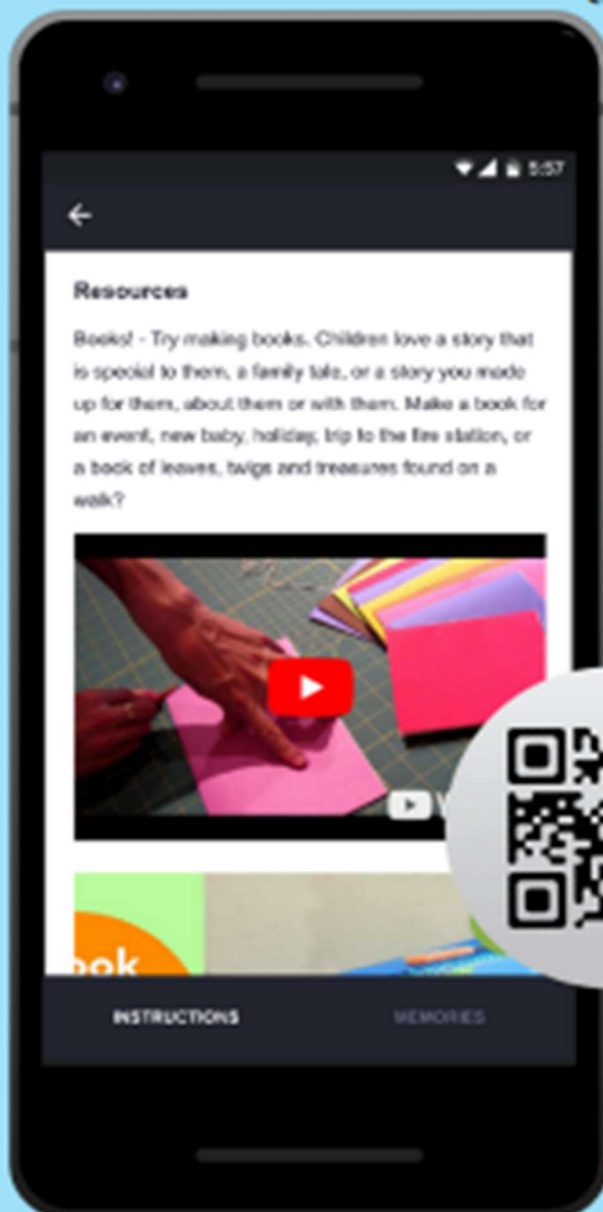 5:57
Resources
Books! - Try making books. Children love a story that
is special to them, a family tale, or a story you made
up for them, about them or with them. Make a book for
an event, new baby, holiday, trip to the fire station, or
a book of leaves, twigs and treasures found on a
walk?
ook
INSTRUCTIONS
MEMORIES